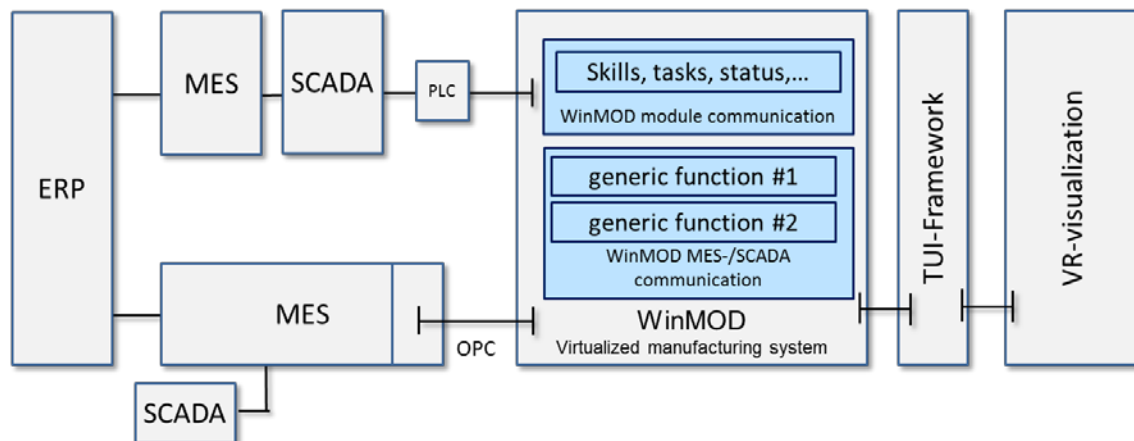 ERP
MES
SCADA
PLC
Skills, tasks, status,...
WinMOD module communication
generic function #1
generic function #2
WinMOD MES-/SCADA
communication
MES
OPC
SCADA
WinMOD
Virtualized manufacturing system
TUI-Framework
VR-visualization